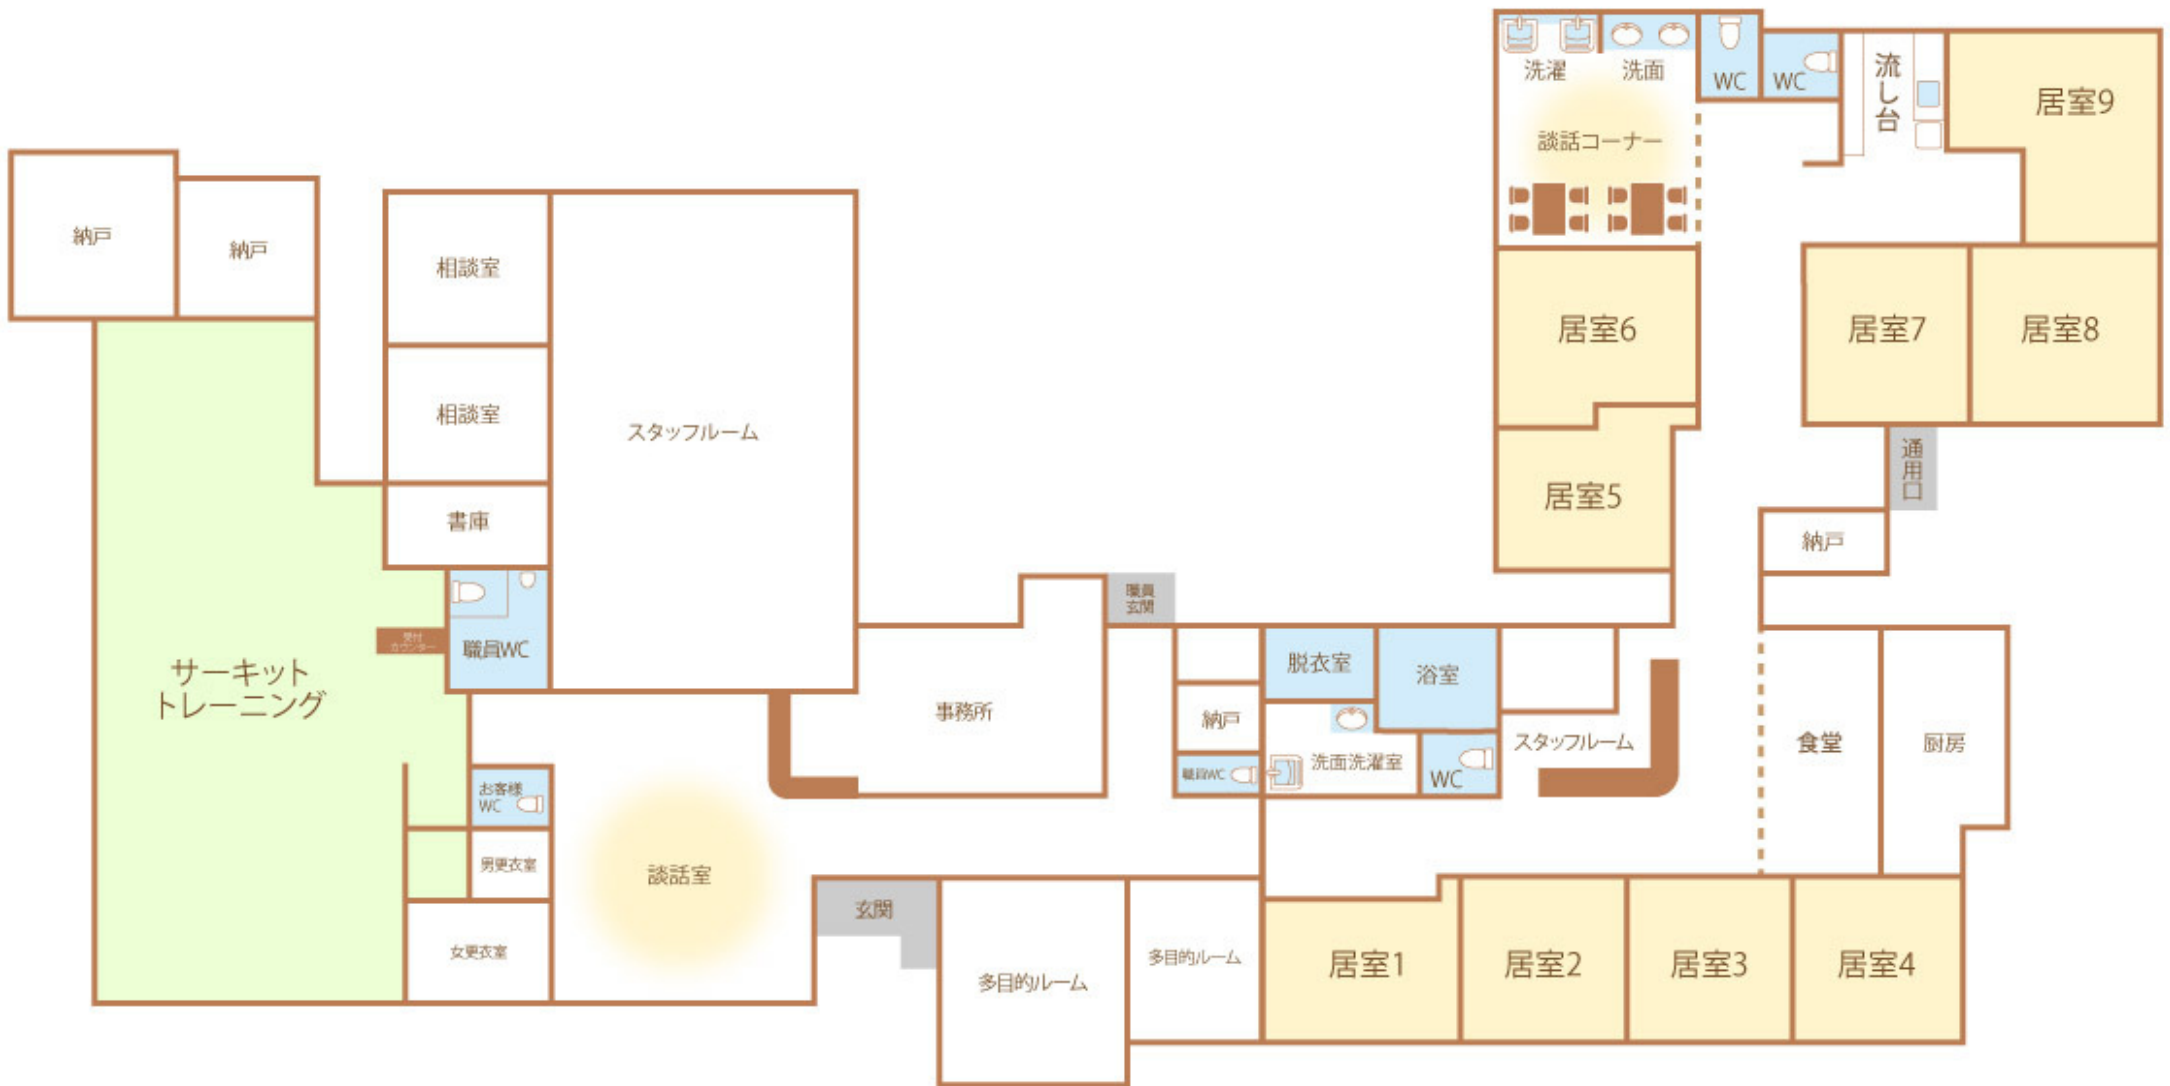 洗濯
洗面
WC
WC
流し台
居室9
談話コーナー
納戸
納戸
相談室
居室6
居室7
居室8
相談室
スタッフルーム
通用口
居室5
書庫
納戸
職員
玄関
受付
カウンター
職員WC
サーキット
トレーニング
脱衣室
浴室
事務所
納戸
スタッフルーム
食堂
厨房
職員WC
洗面洗濯室
WC
お客様
WC
男更衣室
談話室
玄関
女更衣室
多目的ルーム
多目的ルーム
居室1
居室2
居室3
居室4